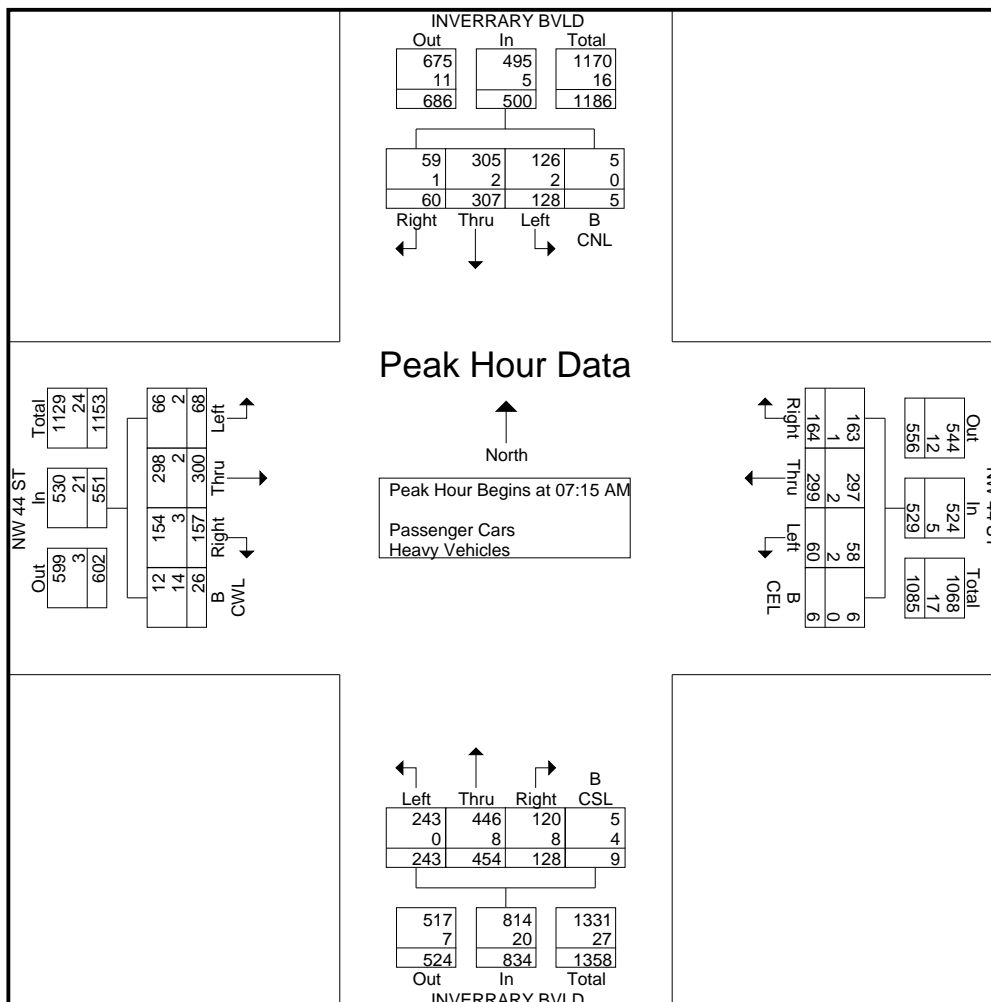 INVERRARY BVLD
Out In Total
675 495 1170
11 5 16
686 500 1186
59 305 126 5
1 2 2 0
60 307 128 5
Right Thru Left B
CNL
Peak Hour Data
North
Peak Hour Begins at 07:15 AM
Passenger Cars
Heavy Vehicles
NW 44 ST
Total In Out
1129 530 599
24 21 3
1153 551 602
66 298 154 12
2 2 3 14
68 300 157 26
Left Thru Right B
CWL
NW 44 ST
Out In Total
544 524 1068
12 5 17
556 529 1085
163 297 58 6
1 2 2 0
164 299 60 6
Right Thru Left B
CEL
B
Left Thru Right CSL
243 446 120 5
0 8 8 4
243 454 128 9
517 814 1331
7 20 27
524 834 1358
Out In Total
INVERRARY BVLD